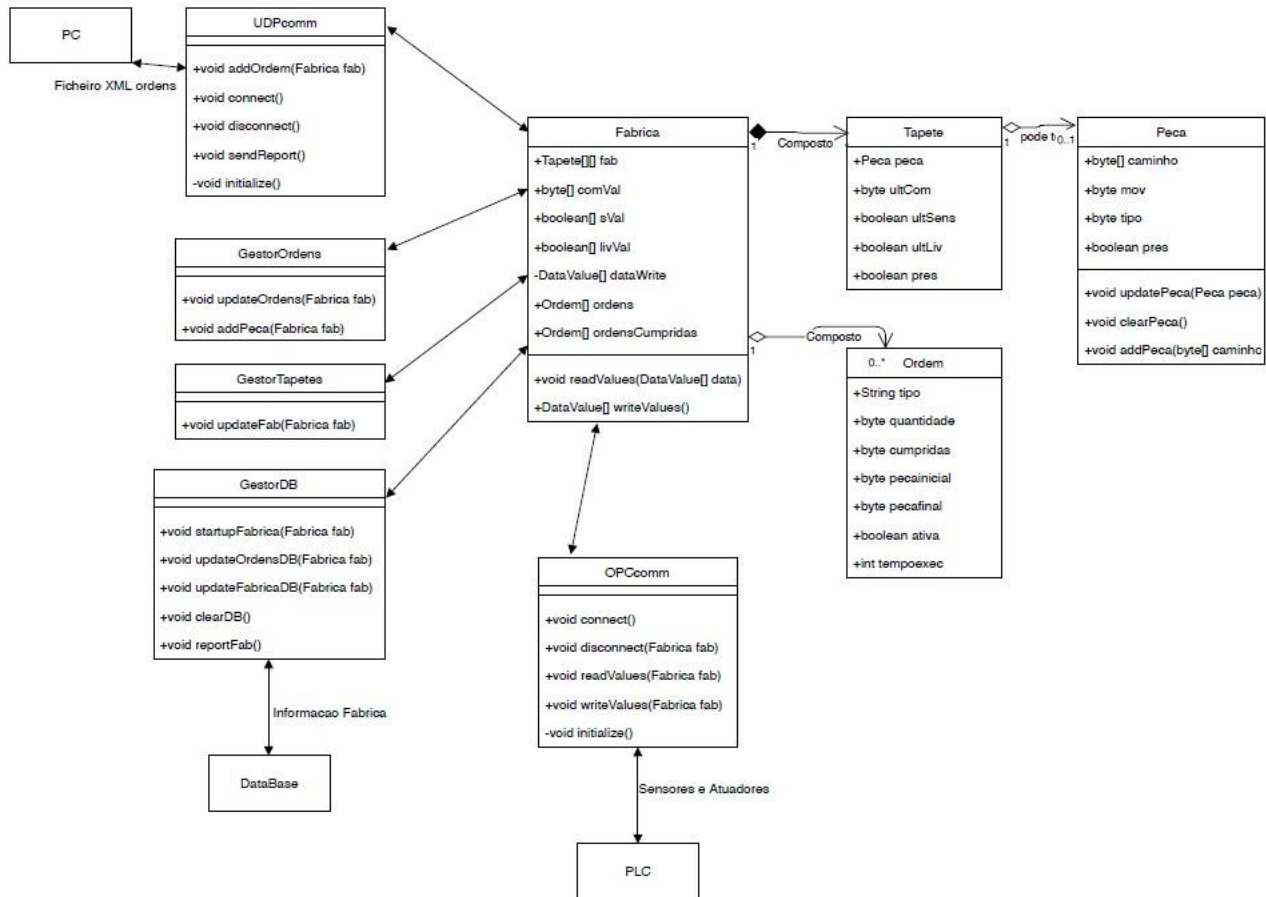 PC
Ficheiro XML ordens
UDPcomm
+void addOrdem(Fabrica fab)
+void connect()
+void disconnect()
+void sendReport()
-void initialize()
GestorOrdens
+void updateOrdens(Fabrica fab)
+void addPeca(Fabrica fab)
GestorTapetes
+void updateFab(Fabrica fab)
GestorDB
+void startupFabrica(Fabrica fab)
+void updateOrdensDB(Fabrica fab)
+void updateFabricaDB(Fabrica fab)
+void clearDB()
+void reportFab()
Informacao Fabrica
DataBase
Fabrica
+Tapete[][] fab
+byte[] comVal
+boolean[] sVal
+boolean[] livVal
-DataValue[] dataWrite
+Ordem[] ordens
+Ordem[] ordensCumpridas
+void readValues(DataValue[] data)
+DataValue[] writeValues()
1
Composto
1
Tapete
+Peca peca
+byte ultCom
+boolean ultSens
+boolean ultLiv
+boolean pres
1
pode t
0..1
Peca
+byte[] caminho
+byte mov
+byte tipo
+boolean pres
+void updatePeca(Peca peca)
+void clearPeca()
+void addPeca(byte[] caminho
1
Composto
0..*
Ordem
+String tipo
+byte quantidade
+byte cumpridas
+byte pecainicial
+byte pecafinal
+boolean ativa
+int tempoexec
OPCcomm
+void connect()
+void disconnect(Fabrica fab)
+void readValues(Fabrica fab)
+void writeValues(Fabrica fab)
-void initialize()
Sensores e Atuadores
PLC